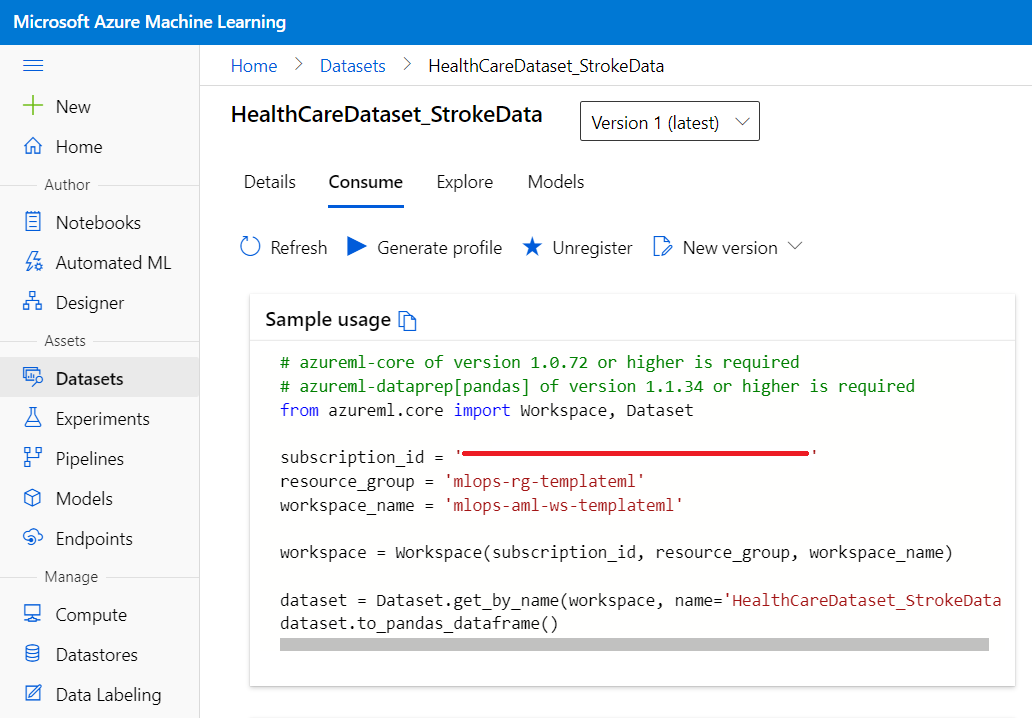 Microsoft Azure Machine Learning
Home > Datasets > HealthCareDataset_StrokeData
New
Home
Author
Notebooks
Automated ML
Designer
Assets
Datasets
Experiments
Pipelines
Models
Endpoints
Manage
Compute
Datastores
Data Labeling
HealthCareDataset_StrokeData
Version 1 (latest)
Details Consume Explore Models
Refresh Generate profile Unregister New version
Sample usage
# azureml-core of version 1.0.72 or higher is required
# azureml-dataprep[pandas] of version 1.1.34 or higher is required
from azureml.core import Workspace, Dataset
subscription_id = ' '
resource_group = 'mlops-rg-templateml'
workspace_name = 'mlops-aml-ws-templateml'
workspace = Workspace(subscription_id, resource_group, workspace_name)
dataset = Dataset.get_by_name(workspace, name='HealthCareDataset_StrokeData
dataset.to_pandas_dataframe()